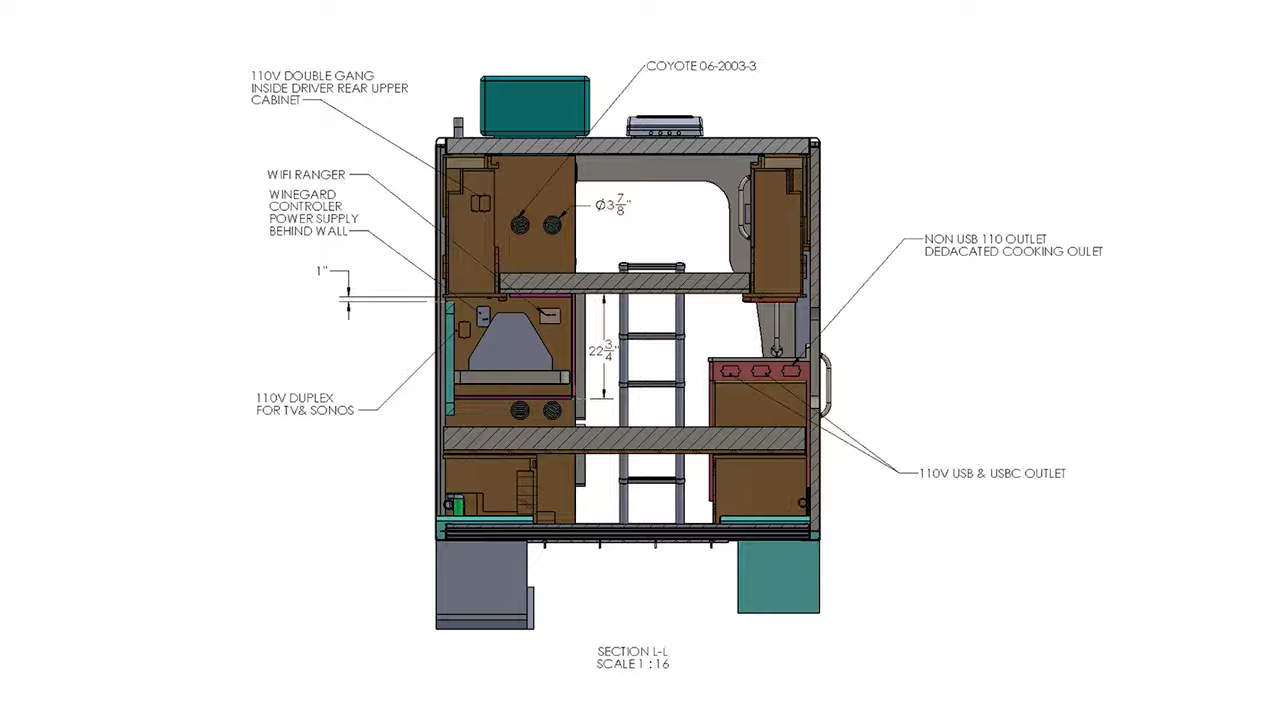 COYOTE 06-2003-3
110V DOUBLE GANG
INSIDE DRIVER REAR UPPER
CABINET
WIFI RANGER
WINEGARD
CONTROLER
POWER SUPPLY
BEHIND WALL
Ø3 7/8"
NON USB 110 OUTLET
DEDACATED COOKING OULET
1"
22 3/4"
110V DUPLEX
FOR TV& SONOS
110V USB & USBC OUTLET
SECTION L-L
SCALE 1 : 16